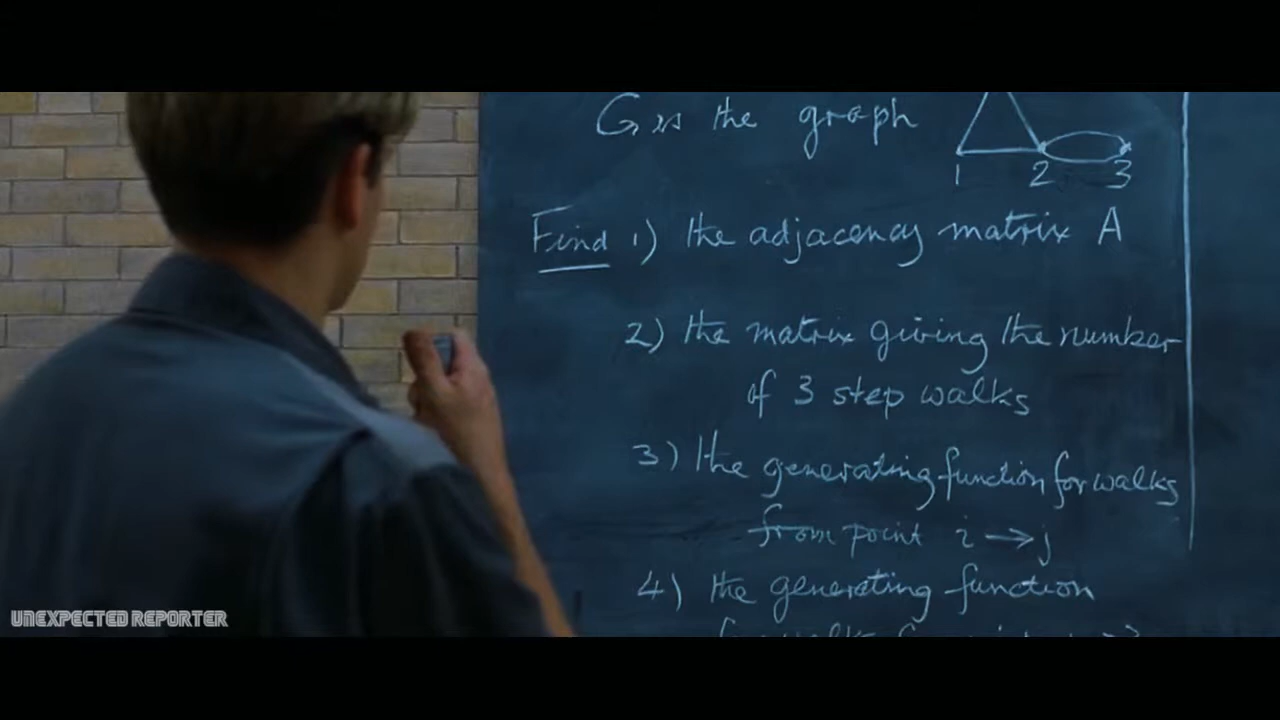 G is the graph
1 2 3
Find 1) the adjacency matrix A
2) the matrix giving the number
of 3 step walks
3) the generating function for walks
from point i → j
4) the generating function
UNEXPECTED REPORTER